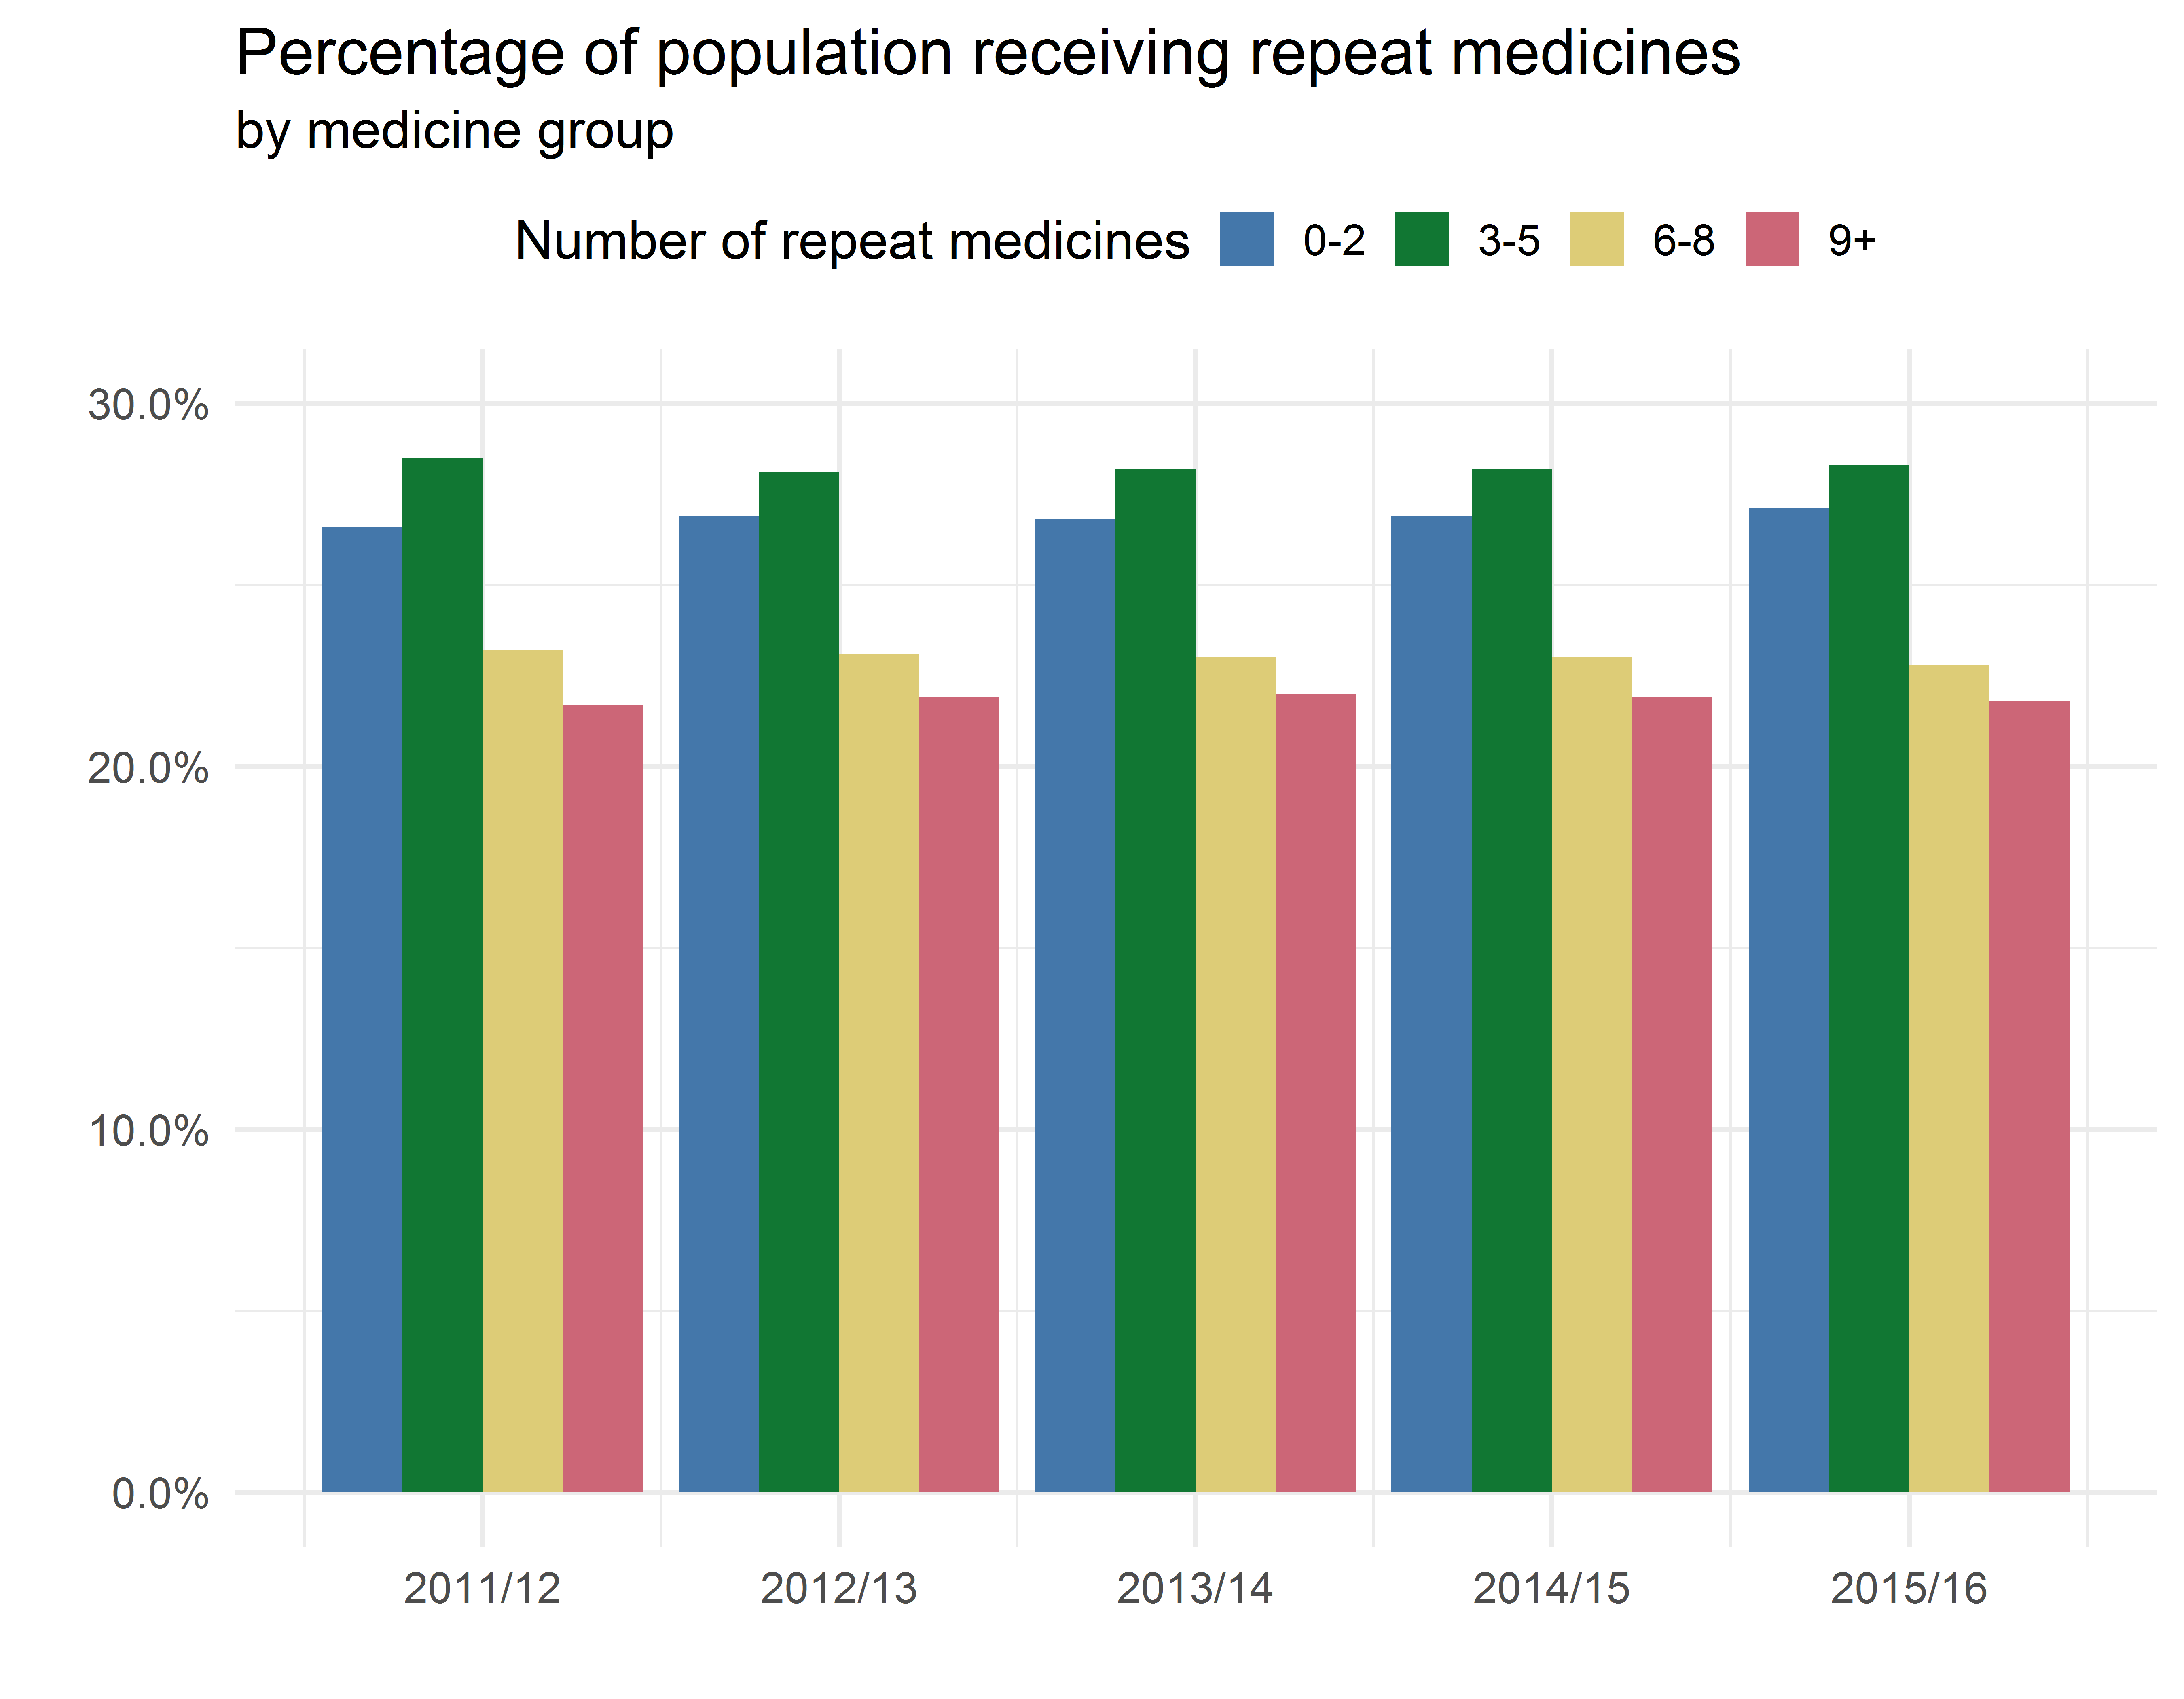 Percentage of population receiving repeat medicines
by medicine group
Number of repeat medicines 0-2 3-5 6-8 9+
30.0%
20.0%
10.0%
0.0%
2011/12 2012/13 2013/14 2014/15 2015/16